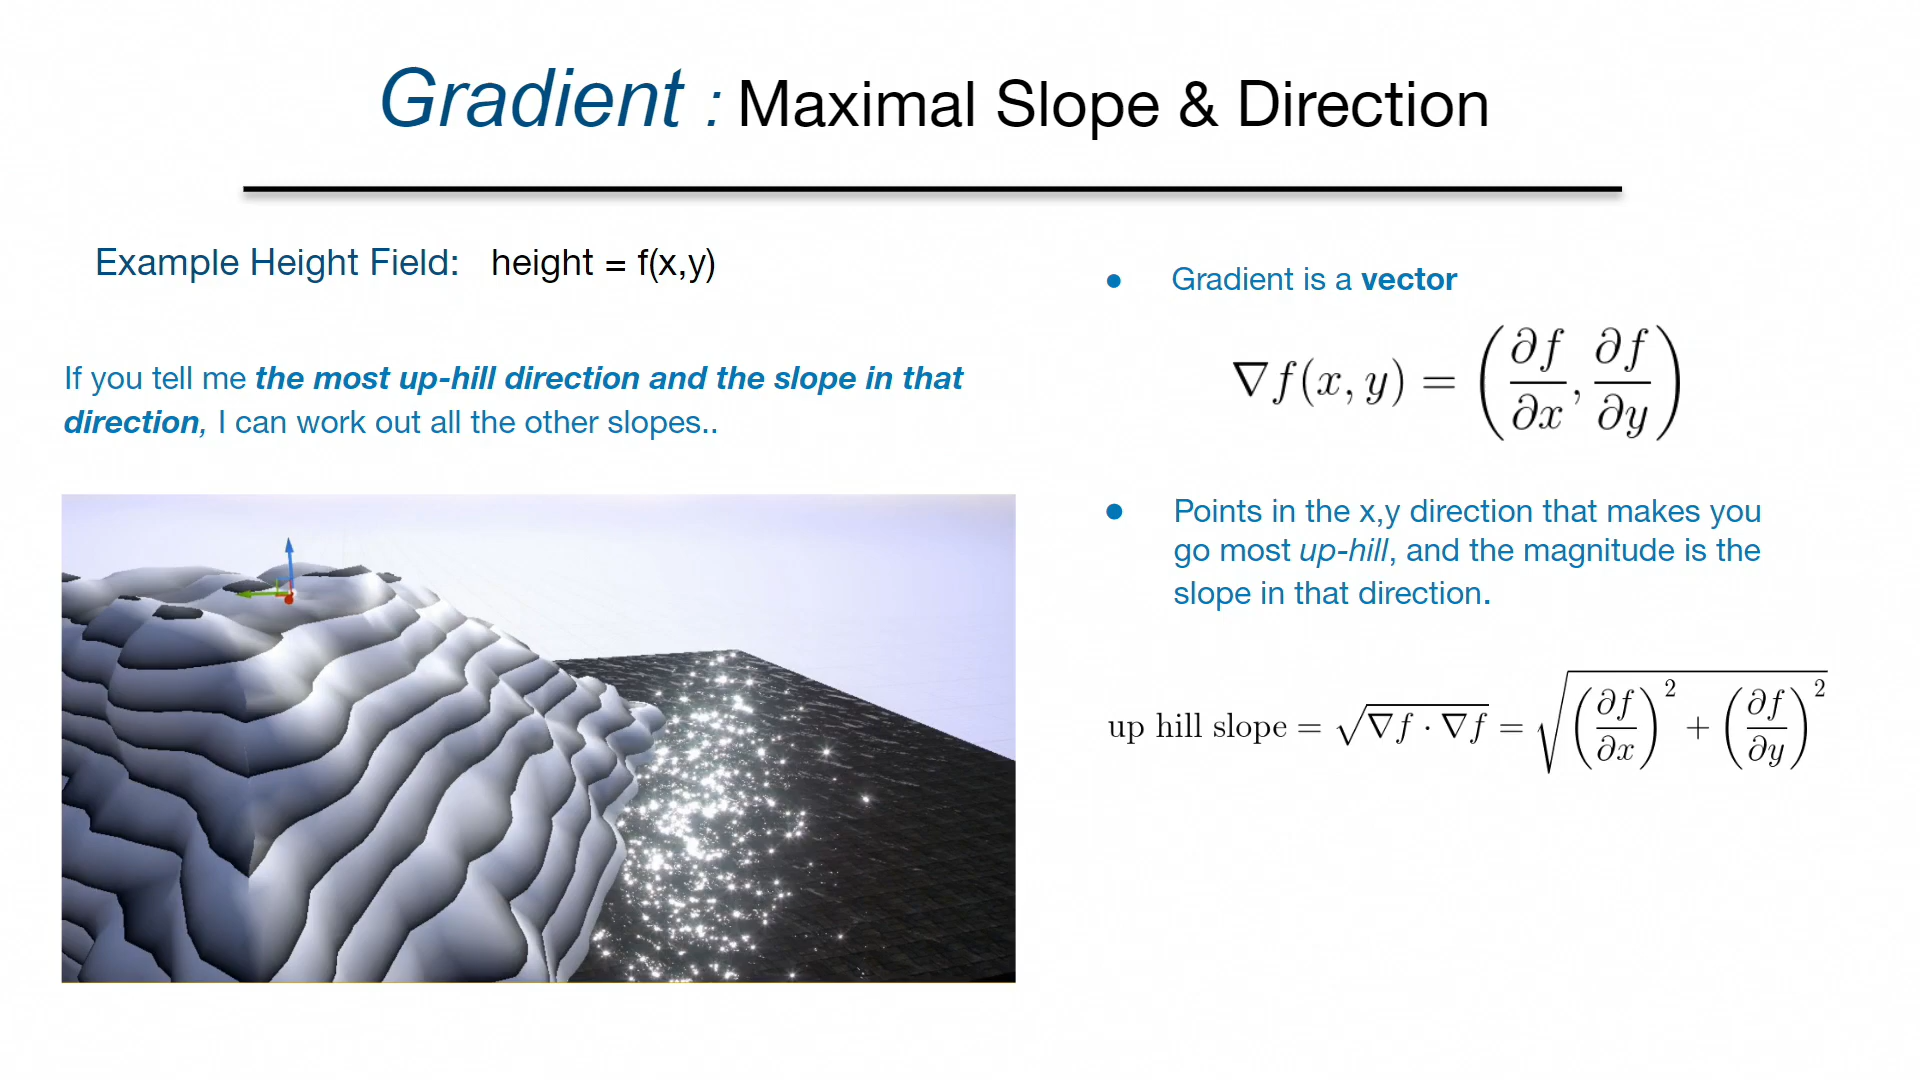 Gradient : Maximal Slope & Direction
Example Height Field: height = f(x,y)
If you tell me the most up-hill direction and the slope in that
direction, I can work out all the other slopes..
• Gradient is a vector
∇f(x, y) = (∂f/∂x, ∂f/∂y)
• Points in the x,y direction that makes you
go most up-hill, and the magnitude is the
slope in that direction.
up hill slope = √(∇f · ∇f) = √((∂f/∂x)² + (∂f/∂y)²)